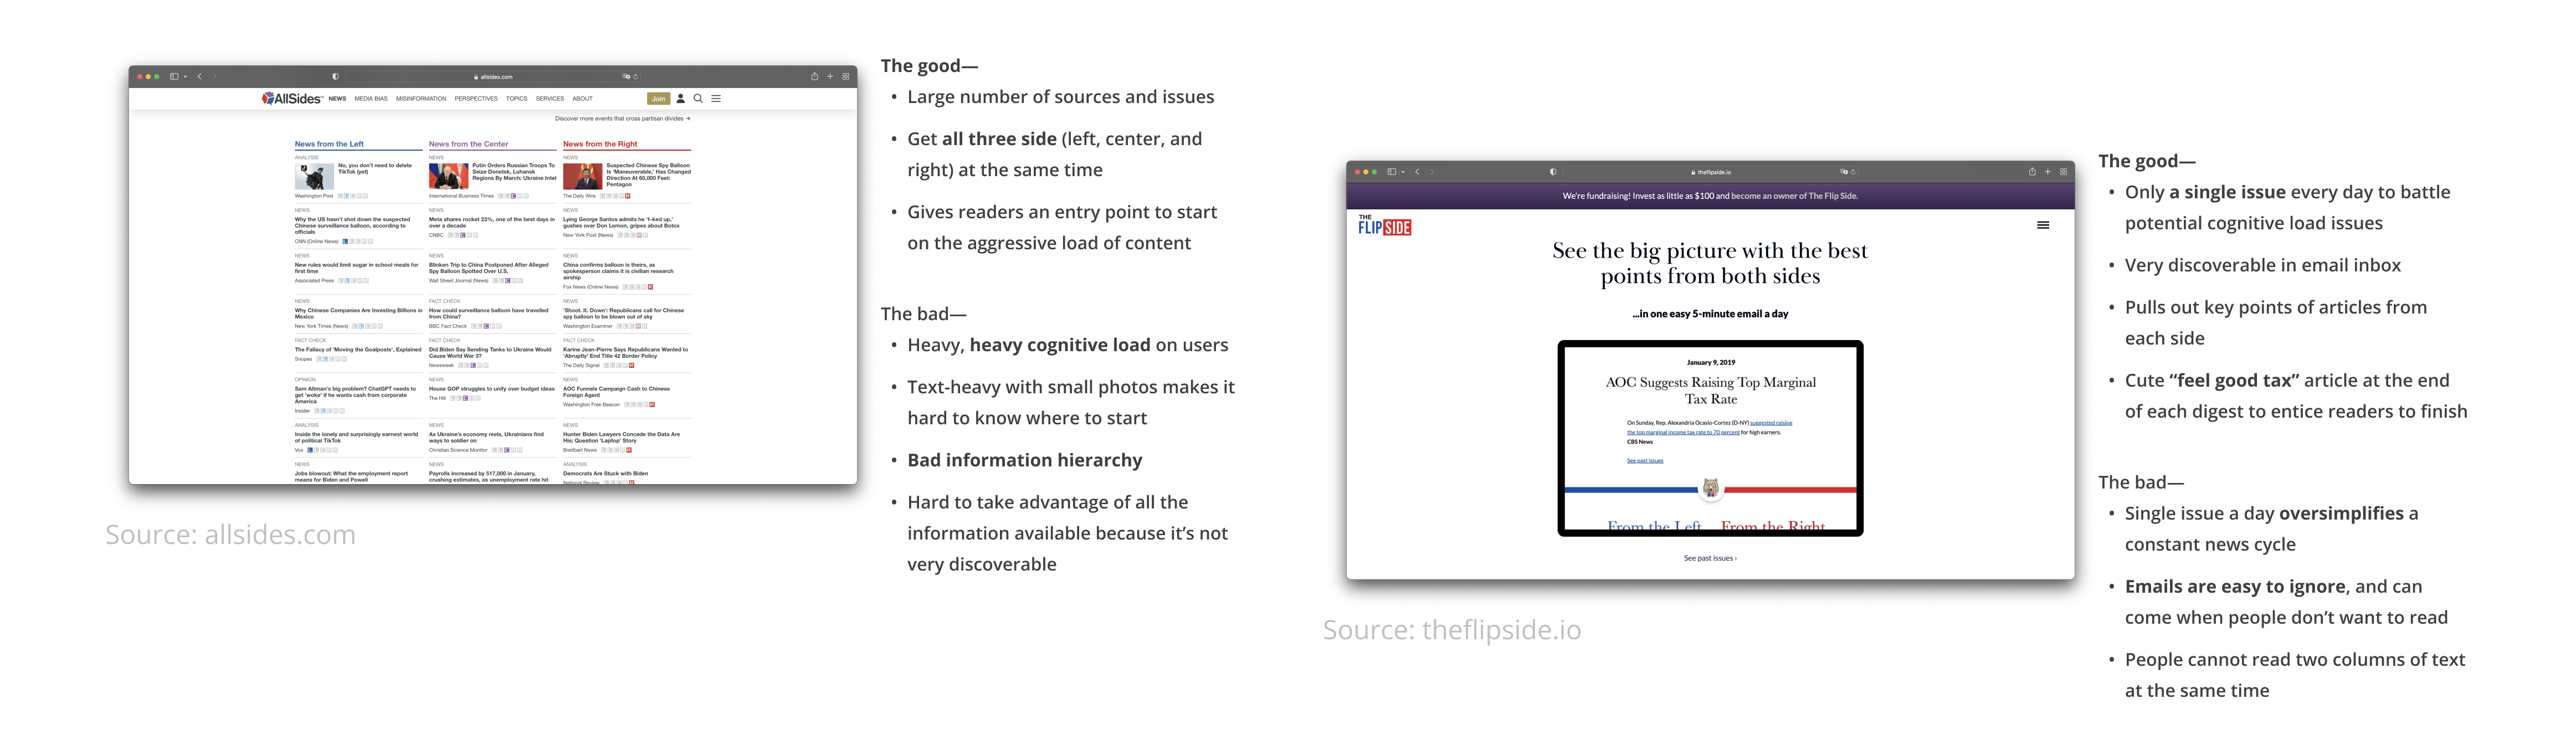 allsides.com
AllSides NEWS MEDIA BIAS MISINFORMATION PERSPECTIVES TOPICS SERVICES ABOUT Join
Discover more events that cross partisan divides →
News from the Left
ANALYSIS
No, you don't need to delete
TikTok (yet)
Washington Post
NEWS
Why the US hasn't shot down the suspected
Chinese surveillance balloon, according to
officials
CNN (Online News)
NEWS
New rules would limit sugar in school meals for
first time
Associated Press
NEWS
Why Chinese Companies Are Investing Billions in
Mexico
New York Times (News)
FACT CHECK
The Fallacy of 'Moving the Goalposts', Explained
Snopes
OPINION
Sam Altman's big problem? ChatGPT needs to
get 'woke' if he wants cash from corporate
America
Insider
ANALYSIS
Inside the lonely and surprisingly earnest world
of political TikTok
Vox
NEWS
Jobs blowout: What the employment report
means for Biden and Powell
News from the Center
NEWS
Putin Orders Russian Troops To
Seize Donetsk, Luhansk
Regions By March: Ukraine Intel
International Business Times
NEWS
Meta shares rocket 23%, one of the best days in
over a decade
CNBC
NEWS
Blinken Trip to China Postponed After Alleged
Spy Balloon Spotted Over U.S.
Wall Street Journal (News)
FACT CHECK
How could surveillance balloon have travelled
from China?
BBC Fact Check
FACT CHECK
Did Biden Say Sending Tanks to Ukraine Would
Cause World War 3?
Newsweek
NEWS
House GOP struggles to unify over budget ideas
The Hill
NEWS
As Ukraine's economy reels, Ukrainians find
ways to soldier on
Christian Science Monitor
NEWS
Payrolls increased by 517,000 in January,
crushing estimates, as unemployment rate hit
News from the Right
NEWS
Suspected Chinese Spy Balloon
Is 'Maneuverable,' Has Changed
Direction At 60,000 Feet:
Pentagon
The Daily Wire
NEWS
Lying George Santos admits he 'f-ked up,'
gushes over Don Lemon, gripes about Botox
New York Post (News)
NEWS
China confirms balloon is theirs, as
spokesperson claims it is civilian research
airship
Fox News (Online News)
NEWS
'Shoot. It. Down': Republicans call for Chinese
spy balloon to be blown out of sky
Washington Examiner
FACT CHECK
Karine Jean-Pierre Says Republicans Wanted to
'Abruptly' End Title 42 Border Policy
The Daily Signal
NEWS
AOC Funnels Campaign Cash to Chinese
Foreign Agent
Washington Free Beacon
NEWS
Hunter Biden Lawyers Concede the Data Are
His; Question 'Laptop' Story
Breitbart News
ANALYSIS
Democrats Are Stuck with Biden
National Review
Source: allsides.com
The good—
• Large number of sources and issues
• Get all three side (left, center, and
right) at the same time
• Gives readers an entry point to start
on the aggressive load of content
The bad—
• Heavy, heavy cognitive load on users
• Text-heavy with small photos makes it
hard to know where to start
• Bad information hierarchy
• Hard to take advantage of all the
information available because it's not
very discoverable
theflipside.io
We're fundraising! Invest as little as $100 and become an owner of The Flip Side.
THE
FLIP SIDE
See the big picture with the best
points from both sides
...in one easy 5-minute email a day
January 9, 2019
AOC Suggests Raising Top Marginal
Tax Rate
On Sunday, Rep. Alexandria Ocasio-Cortez (D-NY) suggested raising
the top marginal income tax rate to 70 percent for high earners.
CBS News
See past issues
From the Left From the Right
See past issues ›
Source: theflipside.io
The good—
• Only a single issue every day to battle
potential cognitive load issues
• Very discoverable in email inbox
• Pulls out key points of articles from
each side
• Cute “feel good tax” article at the end
of each digest to entice readers to finish
The bad—
• Single issue a day oversimplifies a
constant news cycle
• Emails are easy to ignore, and can
come when people don't want to read
• People cannot read two columns of text
at the same time